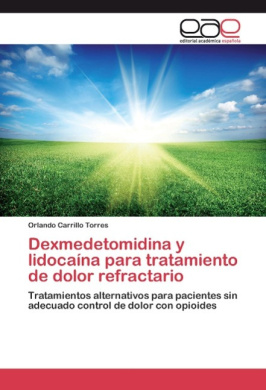 eae
editorial académica española
Orlando Carrillo Torres
Dexmedetomidina y
lidocaína para tratamiento
de dolor refractario
Tratamientos alternativos para pacientes sin
adecuado control de dolor con opioides